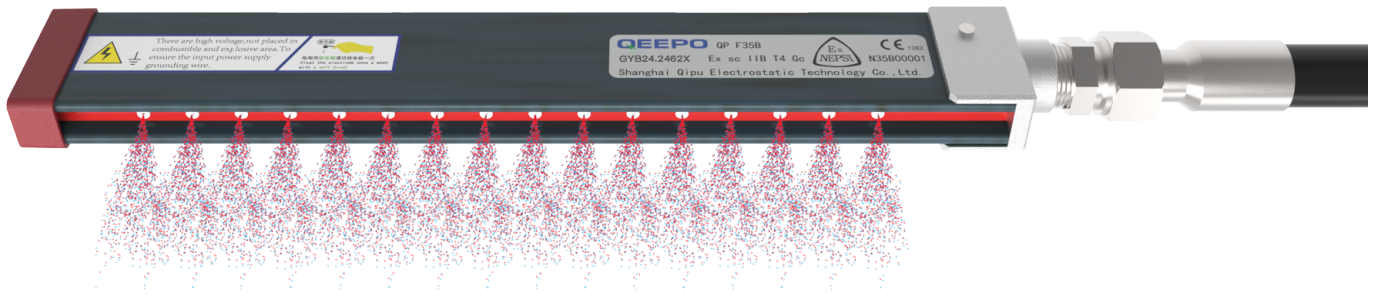 There are high voltage,not placed in
combustible and explosive area.To
ensure the input power supply
grounding wire.
Clean the electrode once a week
with a soft brush
QEEPO QP F35B
GYB24.2462X Ex sc IIB T4 Gc
Ex
NEPSI
CE 1282
N35B00001
Shanghai Qipu Electrostatic Technology Co.,Ltd.